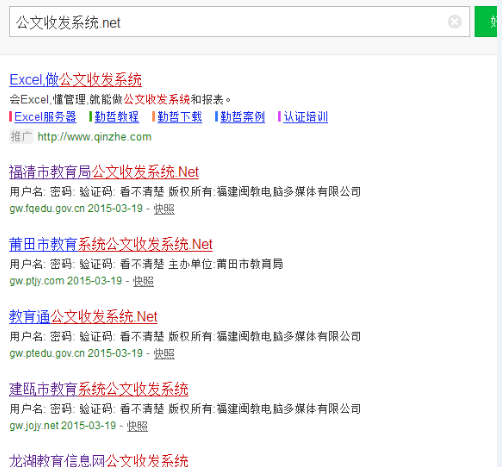 公文收发系统.net
Excel,做公文收发系统
会Excel,懂管理,就能做公文收发系统和报表。
Excel服务器 勤哲教程 勤哲下载 勤哲案例 认证培训
推广 http://www.qinzhe.com
福清市教育局公文收发系统.Net
用户名: 密码: 验证码: 看不清楚 版权所有:福建闽教电脑多媒体有限公司
gw.fqedu.gov.cn 2015-03-19 - 快照
莆田市教育系统公文收发系统.Net
用户名: 密码: 验证码: 看不清楚 主办单位:莆田市教育局
gw.ptjy.com 2015-03-19 - 快照
教育通公文收发系统.Net
用户名: 密码: 验证码: 看不清楚 版权所有:福建闽教电脑多媒体有限公司
gw.ptedu.gov.cn 2015-03-19 - 快照
建瓯市教育系统公文收发系统
用户名: 密码: 验证码: 看不清楚 版权所有:福建闽教电脑多媒体有限公司
gw.jojy.net 2015-03-19 - 快照
龙湖教育信息网公文收发系统